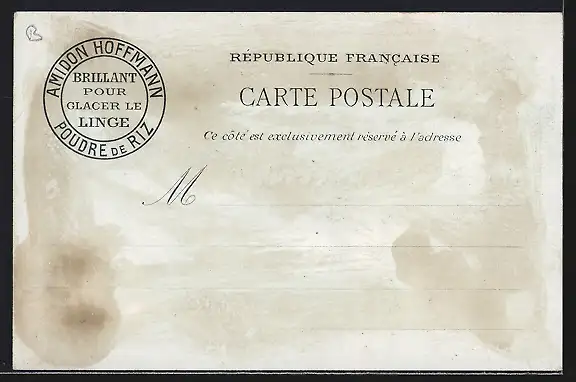 AMIDON HOFFMANN
BRILLANT
POUR
GLACER LE
LINGE
POUDRE DE RIZ
RÉPUBLIQUE FRANÇAISE
CARTE POSTALE
Ce côté est exclusivement réservé à l'adresse
M